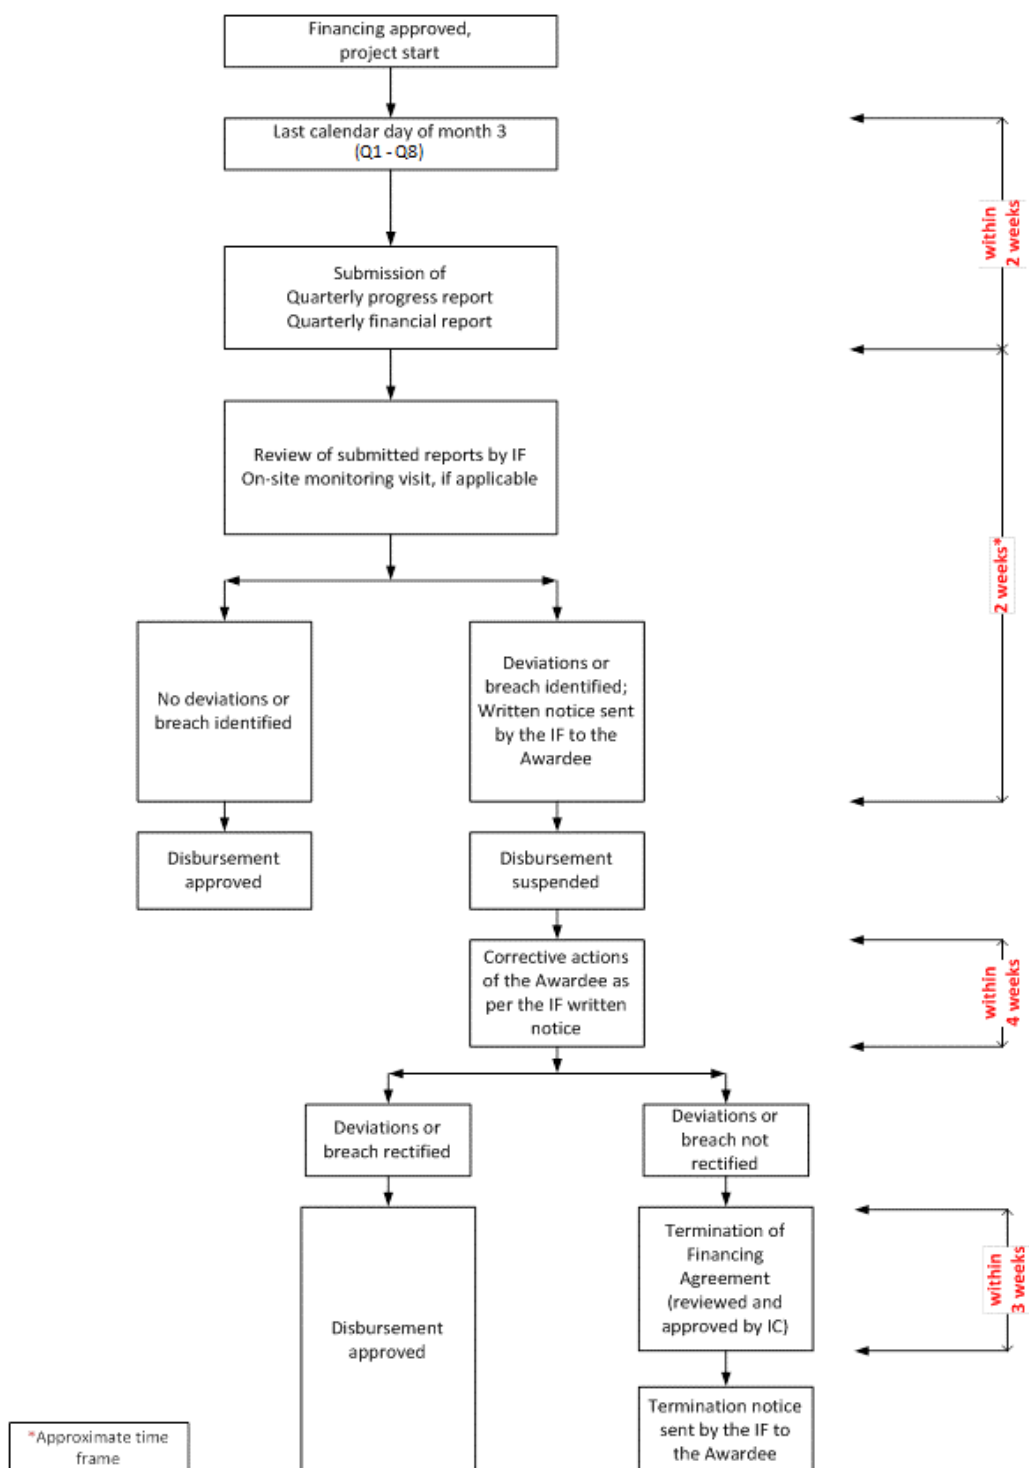 Financing approved,
project start
Last calendar day of month 3
(Q1 - Q8)
within
2 weeks
Submission of
Quarterly progress report
Quarterly financial report
Review of submitted reports by IF
On-site monitoring visit, if applicable
2 weeks*
No deviations or
breach identified
Deviations or
breach identified;
Written notice sent
by the IF to the
Awardee
Disbursement
approved
Disbursement
suspended
Corrective actions
of the Awardee as
per the IF written
notice
within
4 weeks
Deviations or
breach rectified
Deviations or
breach not
rectified
Disbursement
approved
Termination of
Financing
Agreement
(reviewed and
approved by IC)
within
3 weeks
Termination notice
sent by the IF to
the Awardee
*Approximate time
frame